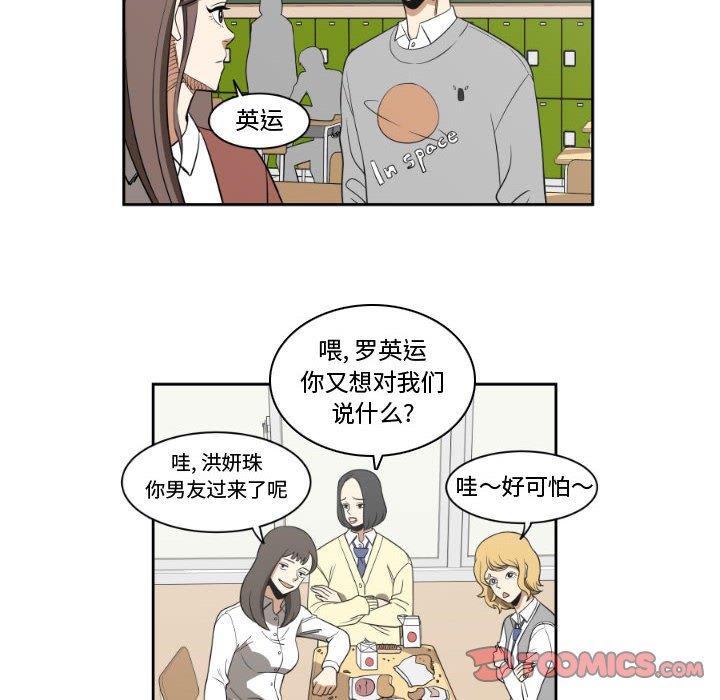 英运
In space
喂, 罗英运
你又想对我们
说什么?
哇, 洪妍珠
你男友过来了呢
哇～好可怕～
TOOMICS.COM